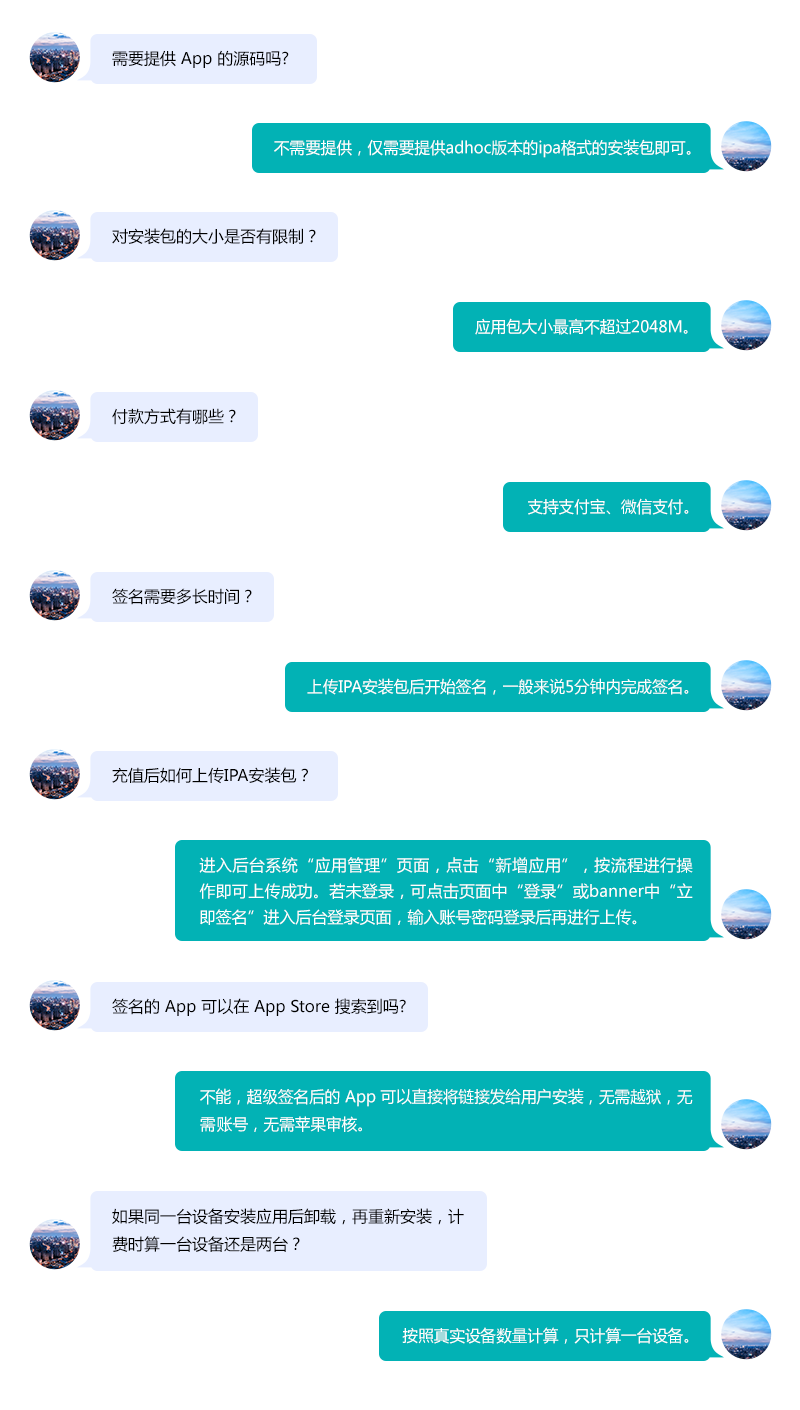 需要提供 App 的源码吗?
不需要提供，仅需要提供adhoc版本的ipa格式的安装包即可。
对安装包的大小是否有限制？
应用包大小最高不超过2048M。
付款方式有哪些？
支持支付宝、微信支付。
签名需要多长时间？
上传IPA安装包后开始签名，一般来说5分钟内完成签名。
充值后如何上传IPA安装包？
进入后台系统“应用管理”页面，点击“新增应用”，按流程进行操
作即可上传成功。若未登录，可点击页面中“登录”或banner中“立
即签名”进入后台登录页面，输入账号密码登录后再进行上传。
签名的 App 可以在 App Store 搜索到吗?
不能，超级签名后的 App 可以直接将链接发给用户安装，无需越狱，无
需账号，无需苹果审核。
如果同一台设备安装应用后卸载，再重新安装，计
费时算一台设备还是两台？
按照真实设备数量计算，只计算一台设备。